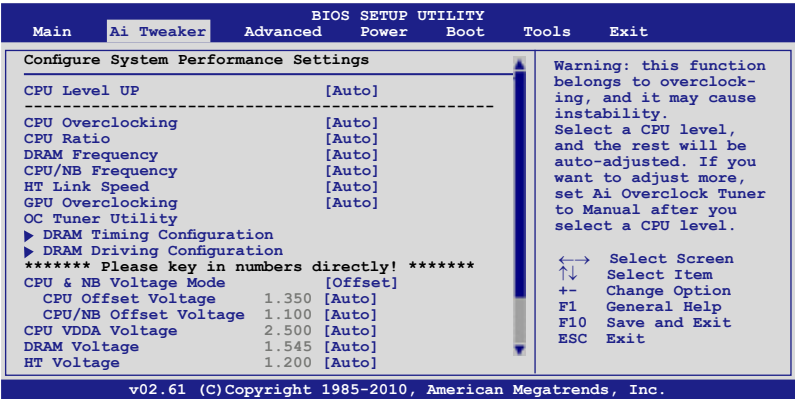 BIOS SETUP UTILITY
Main Ai Tweaker Advanced Power Boot Tools Exit
Configure System Performance Settings
CPU Level UP [Auto]
-------------------------------------------------
CPU Overclocking [Auto]
CPU Ratio [Auto]
DRAM Frequency [Auto]
CPU/NB Frequency [Auto]
HT Link Speed [Auto]
GPU Overclocking [Auto]
OC Tuner Utility
DRAM Timing Configuration
DRAM Driving Configuration
******* Please key in numbers directly! *******
CPU & NB Voltage Mode [Offset]
CPU Offset Voltage 1.350 [Auto]
CPU/NB Offset Voltage 1.100 [Auto]
CPU VDDA Voltage 2.500 [Auto]
DRAM Voltage 1.545 [Auto]
HT Voltage 1.200 [Auto]
Warning: this function
belongs to overclock-
ing, and it may cause
instability.
Select a CPU level,
and the rest will be
auto-adjusted. If you
want to adjust more,
set Ai Overclock Tuner
to Manual after you
select a CPU level.
←→ Select Screen
↑↓ Select Item
+- Change Option
F1 General Help
F10 Save and Exit
ESC Exit
v02.61 (C)Copyright 1985-2010, American Megatrends, Inc.